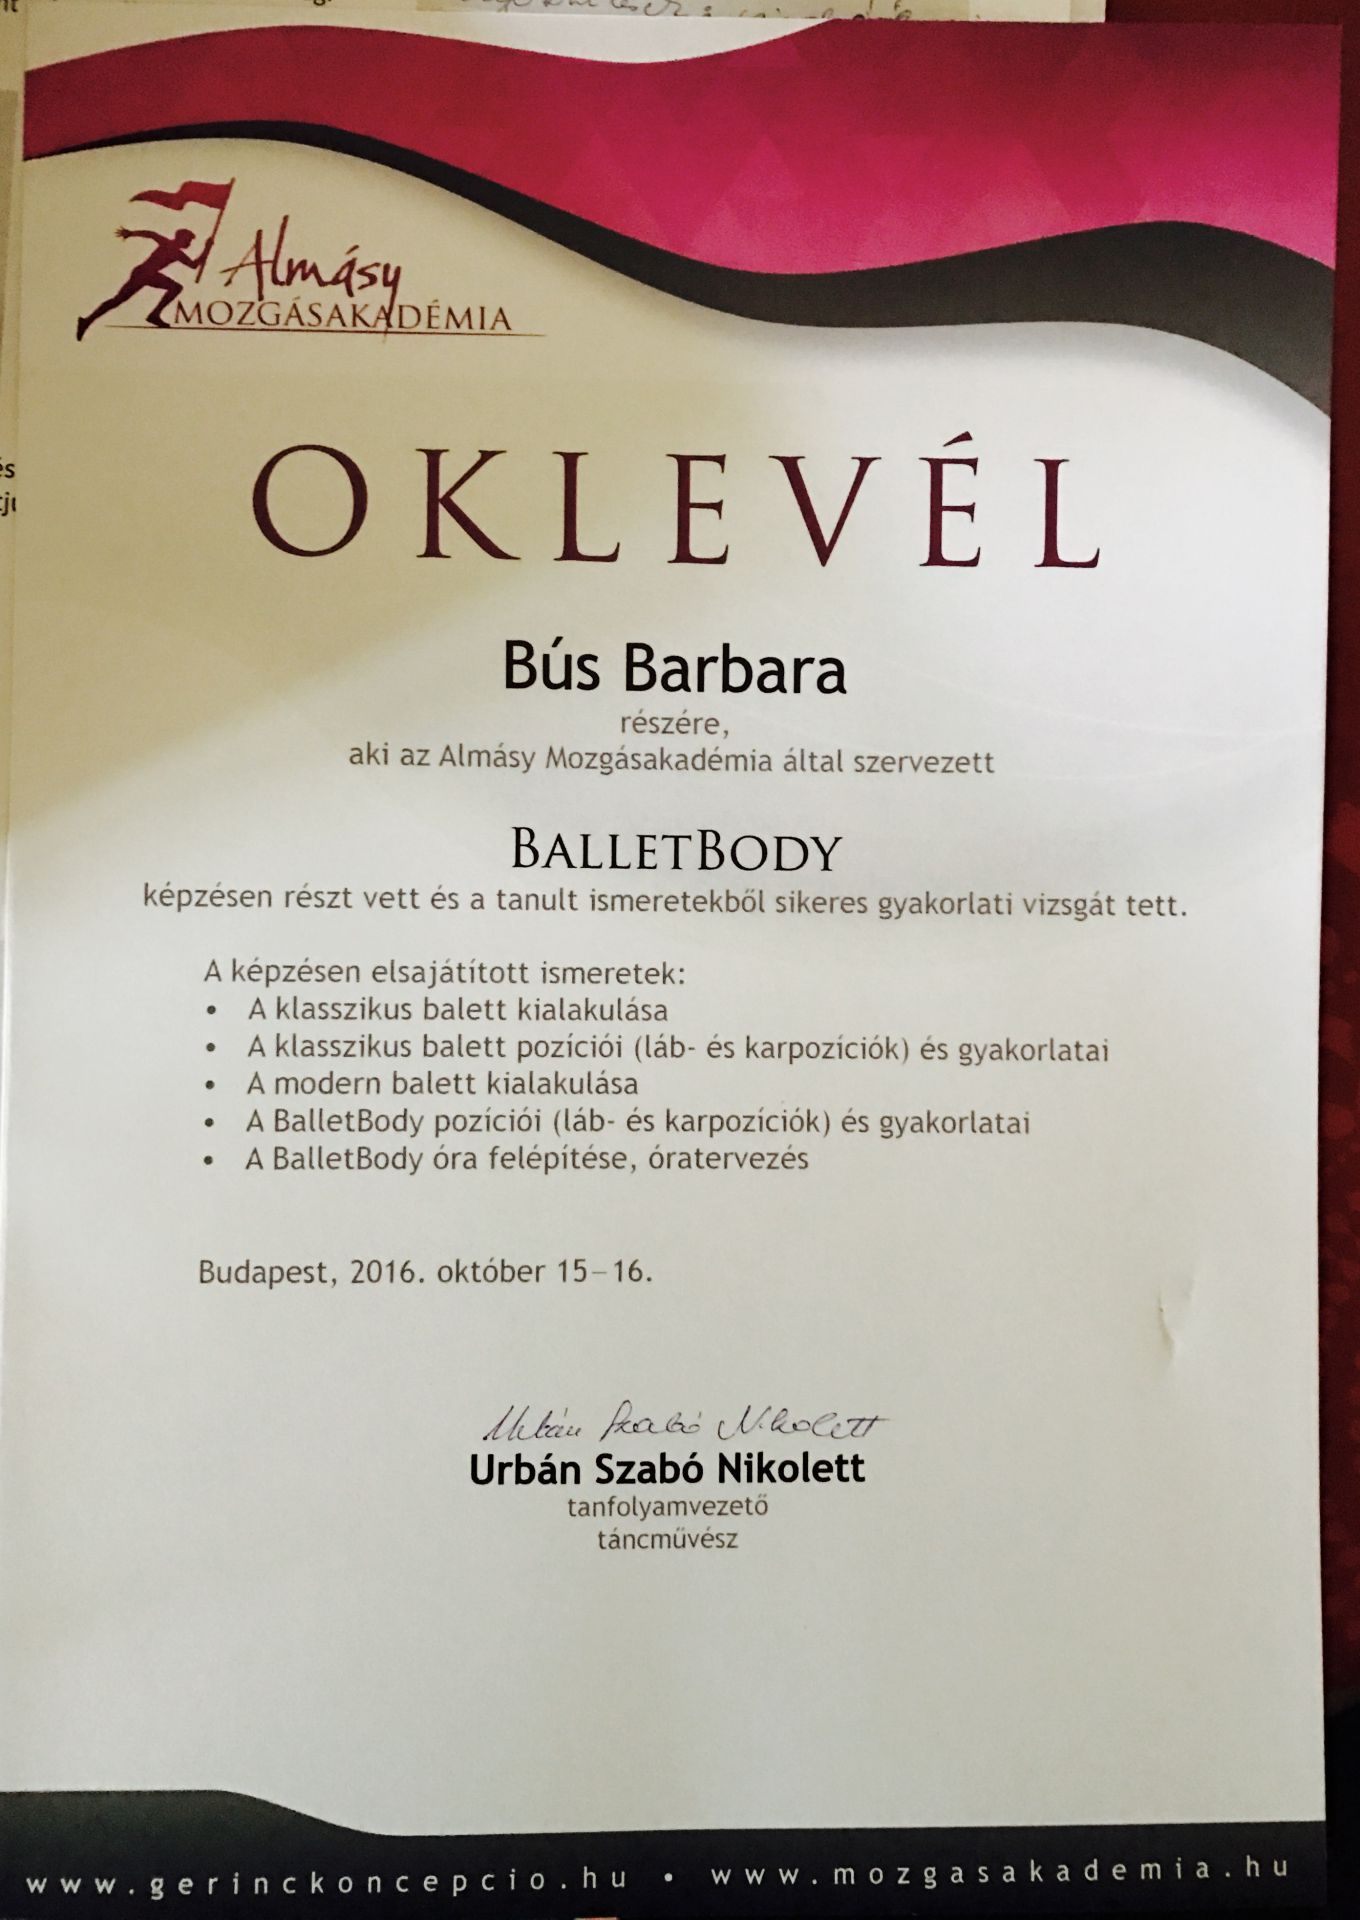 Almásy
MOZGÁSAKADÉMIA
OKLEVÉL
Bús Barbara
részére,
aki az Almásy Mozgásakadémia által szervezett
BALLETBODY
képzésen részt vett és a tanult ismeretekből sikeres gyakorlati vizsgát tett.
A képzésen elsajátított ismeretek:
• A klasszikus balett kialakulása
• A klasszikus balett pozíciói (láb- és karpozíciók) és gyakorlatai
• A modern balett kialakulása
• A BalletBody pozíciói (láb- és karpozíciók) és gyakorlatai
• A BalletBody óra felépítése, óratervezés
Budapest, 2016. október 15–16.
Urbán Szabó Nikolett
Urbán Szabó Nikolett
tanfolyamvezető
táncművész
www.gerinckoncepcio.hu • www.mozgasakademia.hu